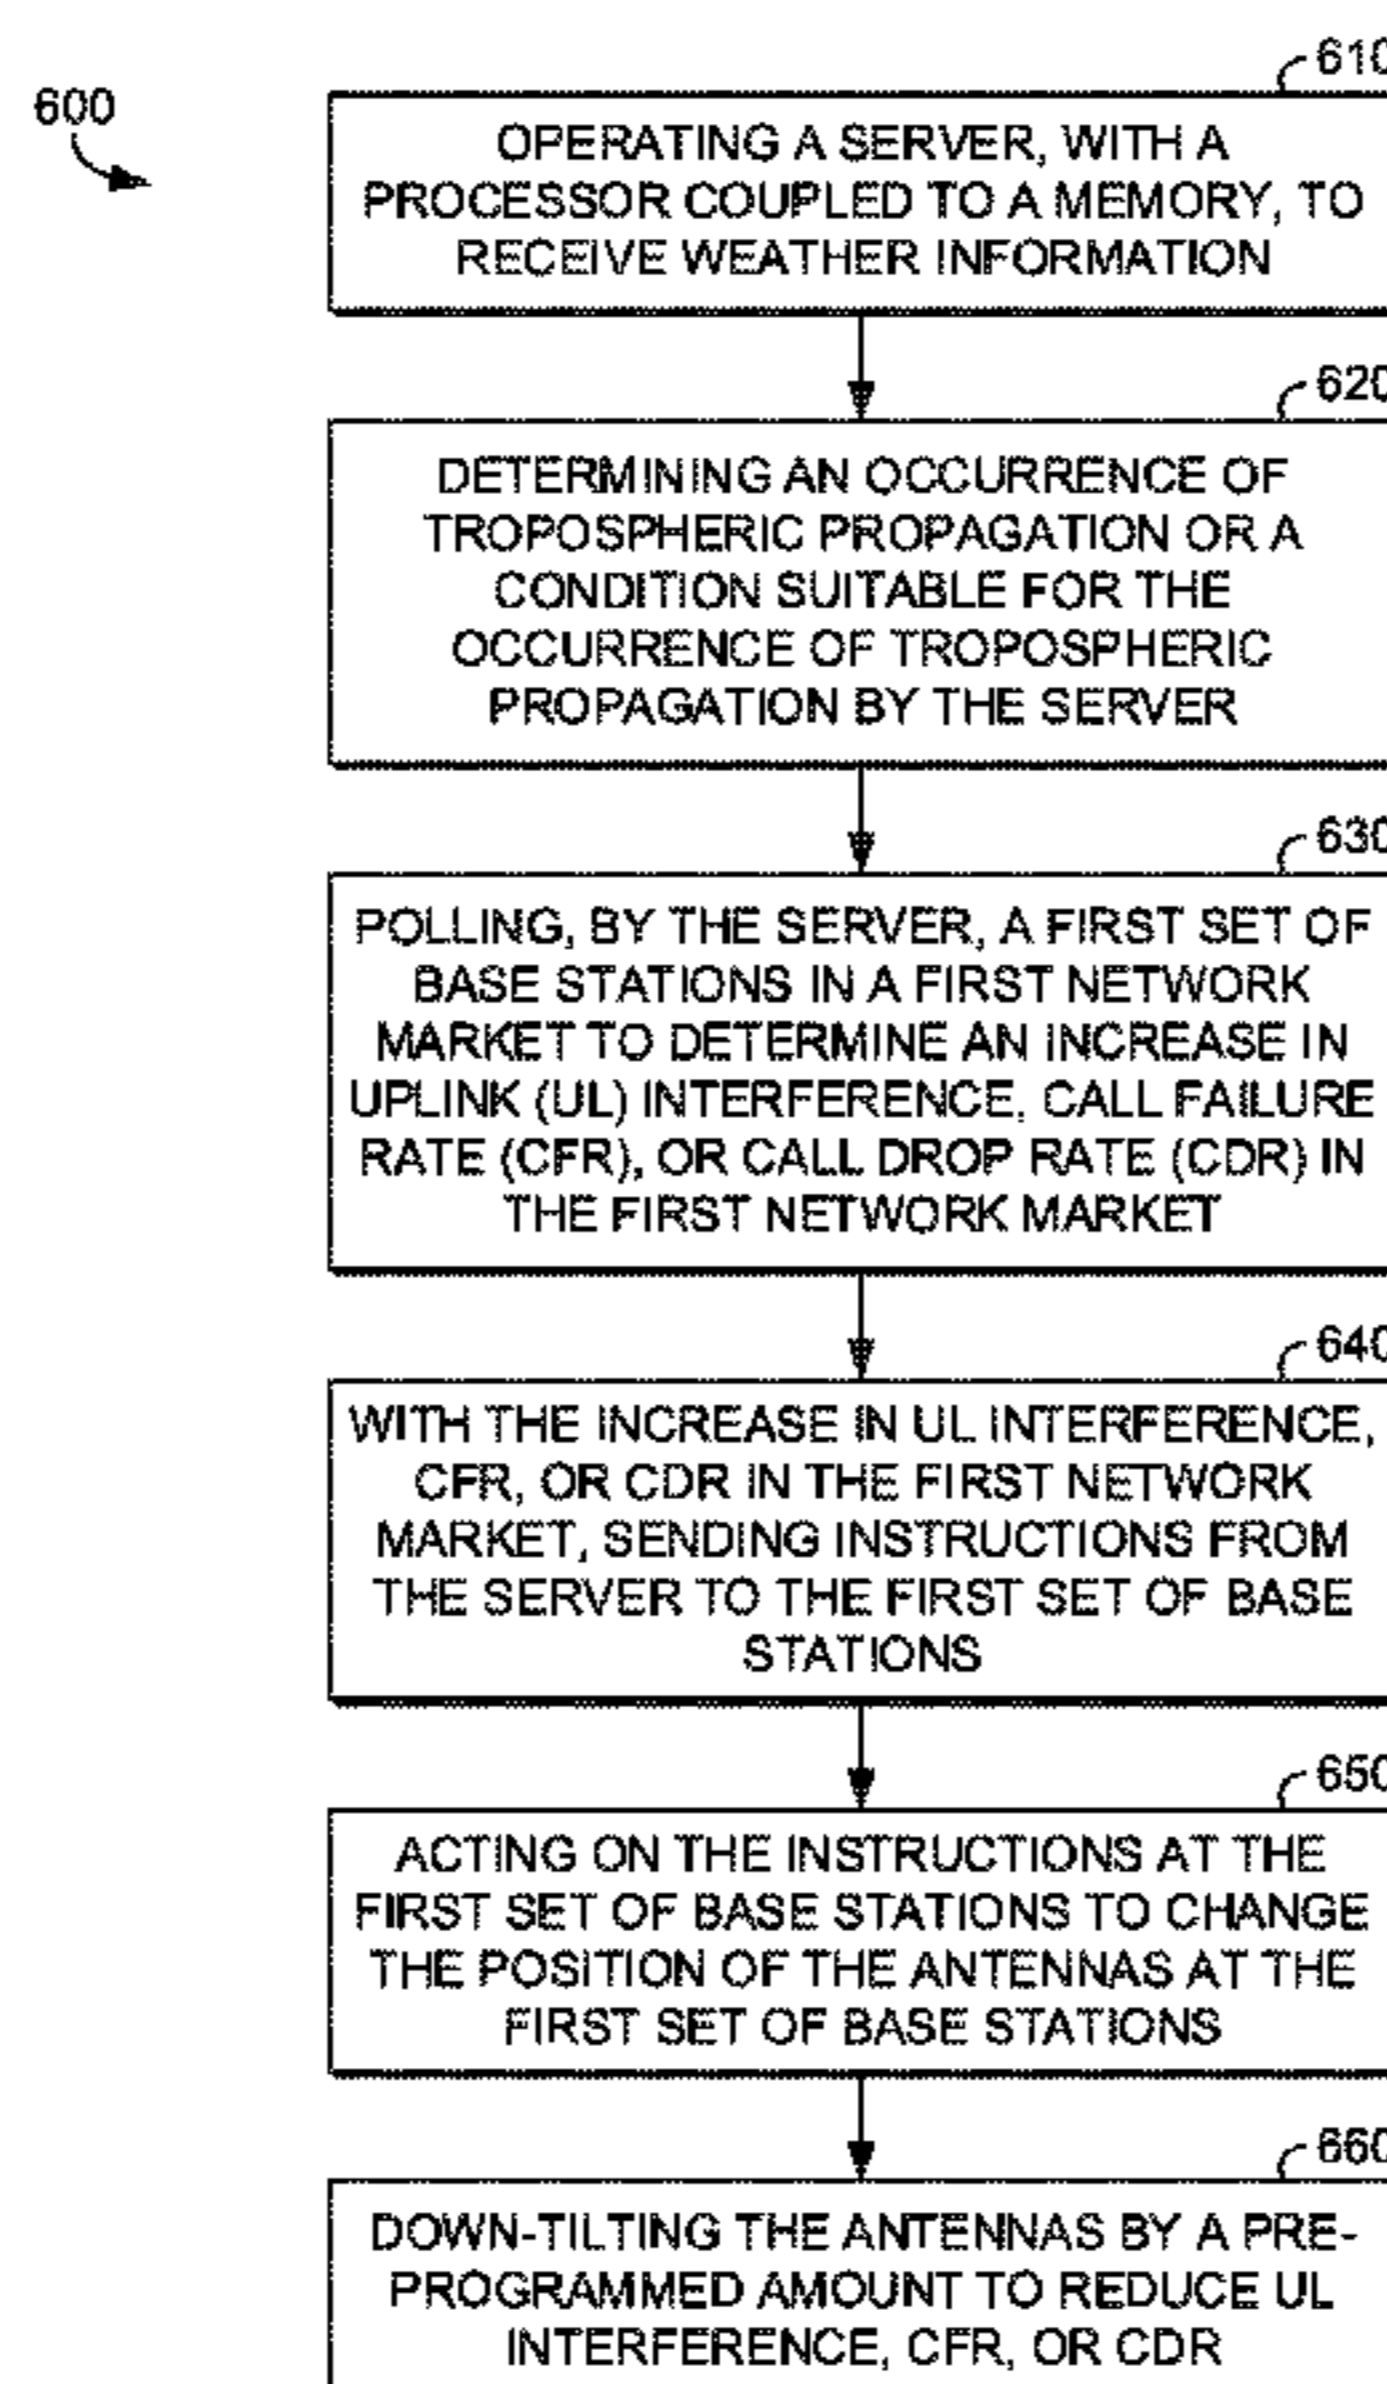 600
610
OPERATING A SERVER, WITH A
PROCESSOR COUPLED TO A MEMORY, TO
RECEIVE WEATHER INFORMATION
620
DETERMINING AN OCCURRENCE OF
TROPOSPHERIC PROPAGATION OR A
CONDITION SUITABLE FOR THE
OCCURRENCE OF TROPOSPHERIC
PROPAGATION BY THE SERVER
630
POLLING, BY THE SERVER, A FIRST SET OF
BASE STATIONS IN A FIRST NETWORK
MARKET TO DETERMINE AN INCREASE IN
UPLINK (UL) INTERFERENCE, CALL FAILURE
RATE (CFR), OR CALL DROP RATE (CDR) IN
THE FIRST NETWORK MARKET
640
WITH THE INCREASE IN UL INTERFERENCE,
CFR, OR CDR IN THE FIRST NETWORK
MARKET, SENDING INSTRUCTIONS FROM
THE SERVER TO THE FIRST SET OF BASE
STATIONS
650
ACTING ON THE INSTRUCTIONS AT THE
FIRST SET OF BASE STATIONS TO CHANGE
THE POSITION OF THE ANTENNAS AT THE
FIRST SET OF BASE STATIONS
660
DOWN-TILTING THE ANTENNAS BY A PRE-
PROGRAMMED AMOUNT TO REDUCE UL
INTERFERENCE, CFR, OR CDR